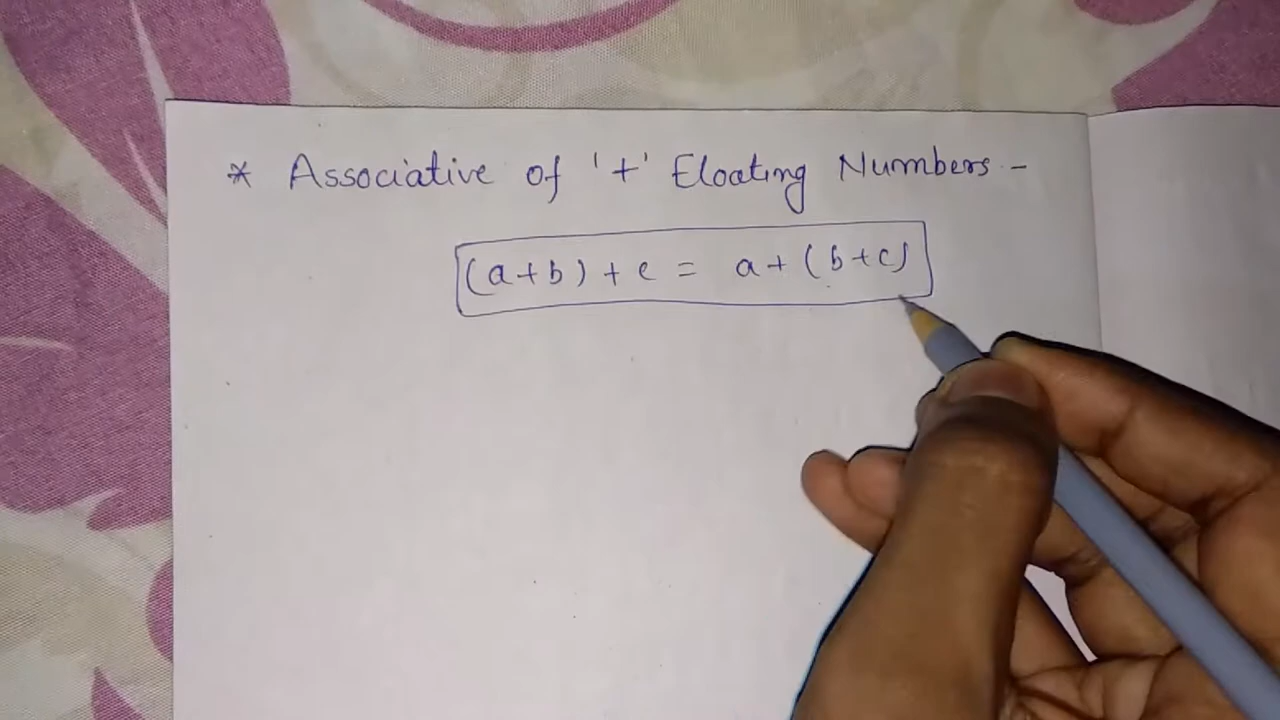 * Associative of '+' Floating Numbers -
(a+b) + c = a + (b+c)